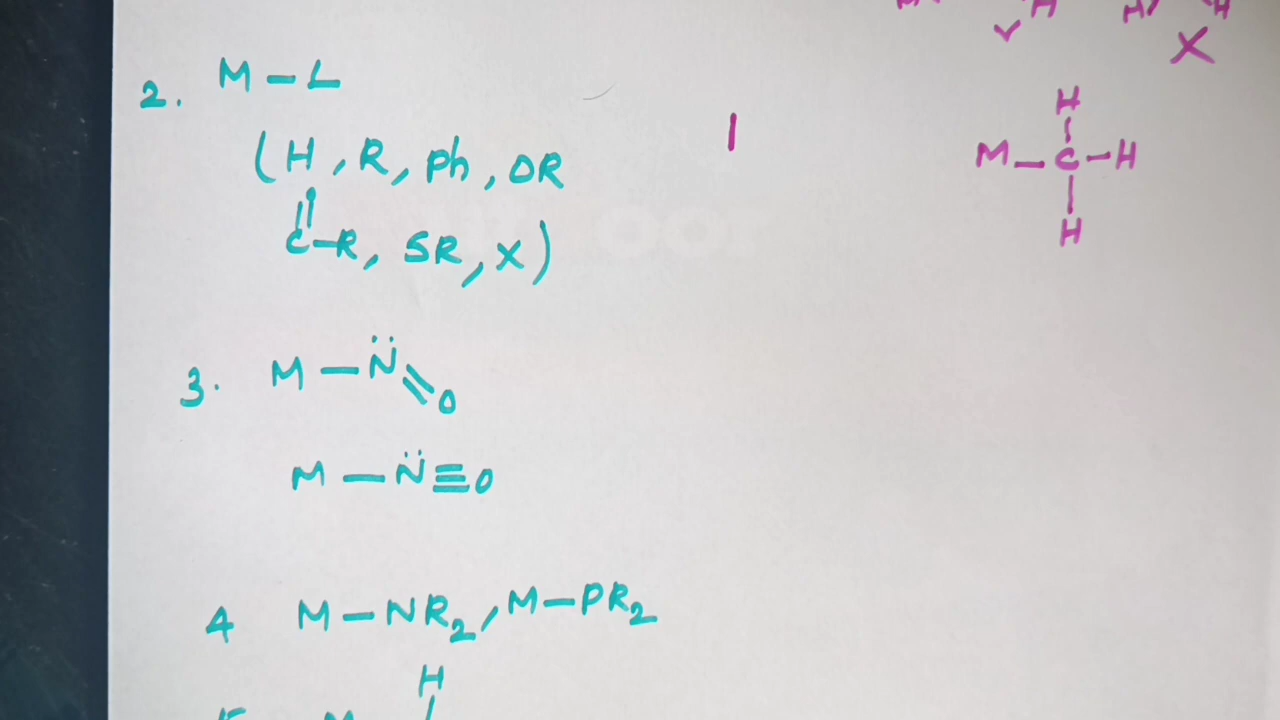 2. M – L
1
(H, R, Ph, OR
O
||
C–R, SR, X)
H
|
M – C – H
|
H
3. M – N̈ = O
M – N̈ ≡ O
4 M – NR₂, M – PR₂
H